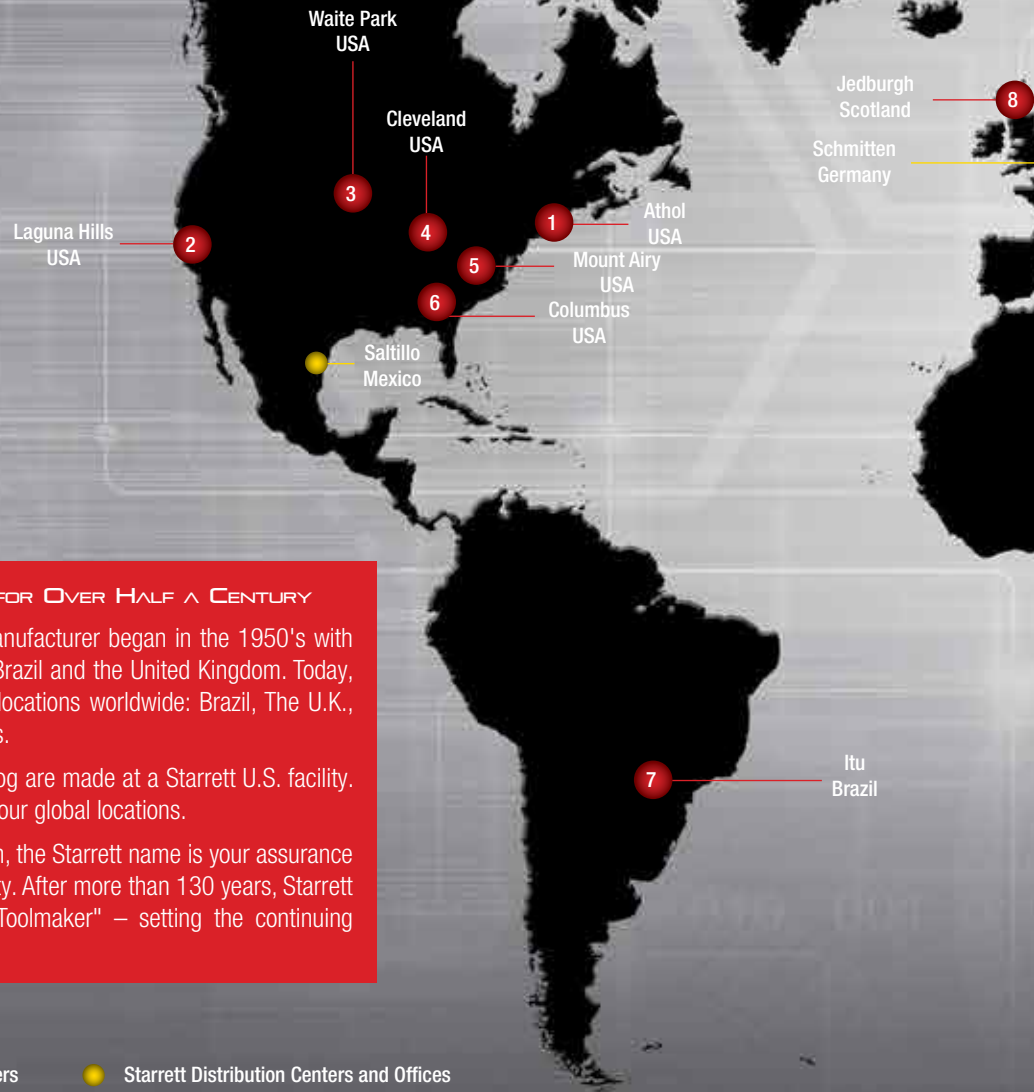 Waite Park
USA
Cleveland
USA
Jedburgh
Scotland
8
Schmitten
Germany
3
Laguna Hills
USA
2
4
1
Athol
USA
5
Mount Airy
USA
6
Columbus
USA
Saltillo
Mexico
FOR OVER HALF A CENTURY
anufacturer began in the 1950's with
Brazil and the United Kingdom. Today,
locations worldwide: Brazil, The U.K.,
s.
og are made at a Starrett U.S. facility.
our global locations.
n, the Starrett name is your assurance
ty. After more than 130 years, Starrett
Toolmaker" – setting the continuing
7
Itu
Brazil
ers
Starrett Distribution Centers and Offices